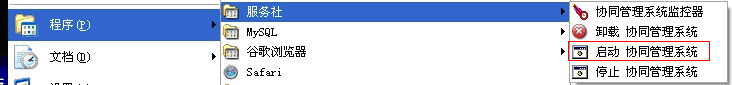 程序(P)
文档(D)
服务社
MySQL
谷歌浏览器
Safari
协同管理系统监控器
卸载 协同管理系统
启动 协同管理系统
停止 协同管理系统